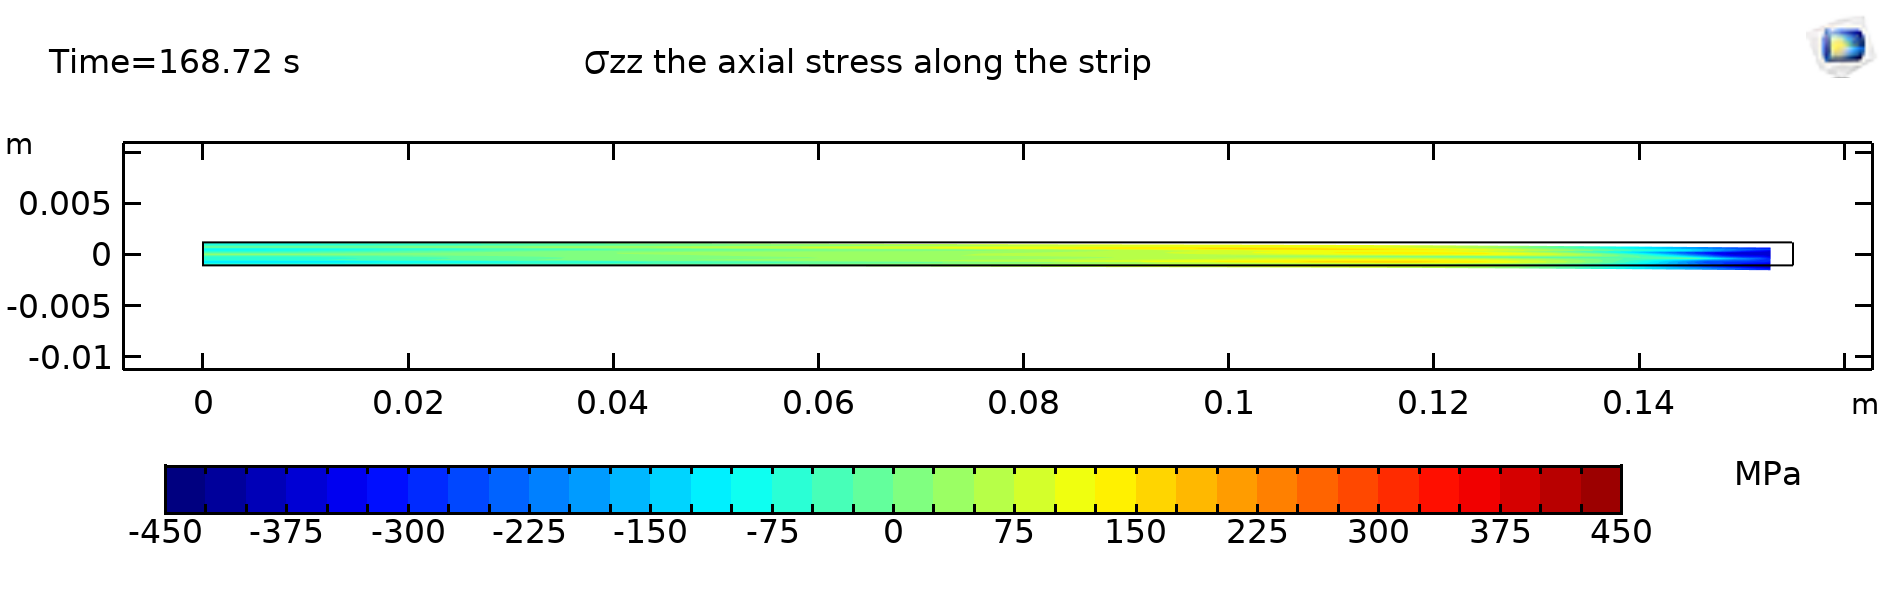 Time=168.72 s
σzz the axial stress along the strip
m
0.005
0
-0.005
-0.01
0 0.02 0.04 0.06 0.08 0.1 0.12 0.14 m
MPa
-450 -375 -300 -225 -150 -75 0 75 150 225 300 375 450